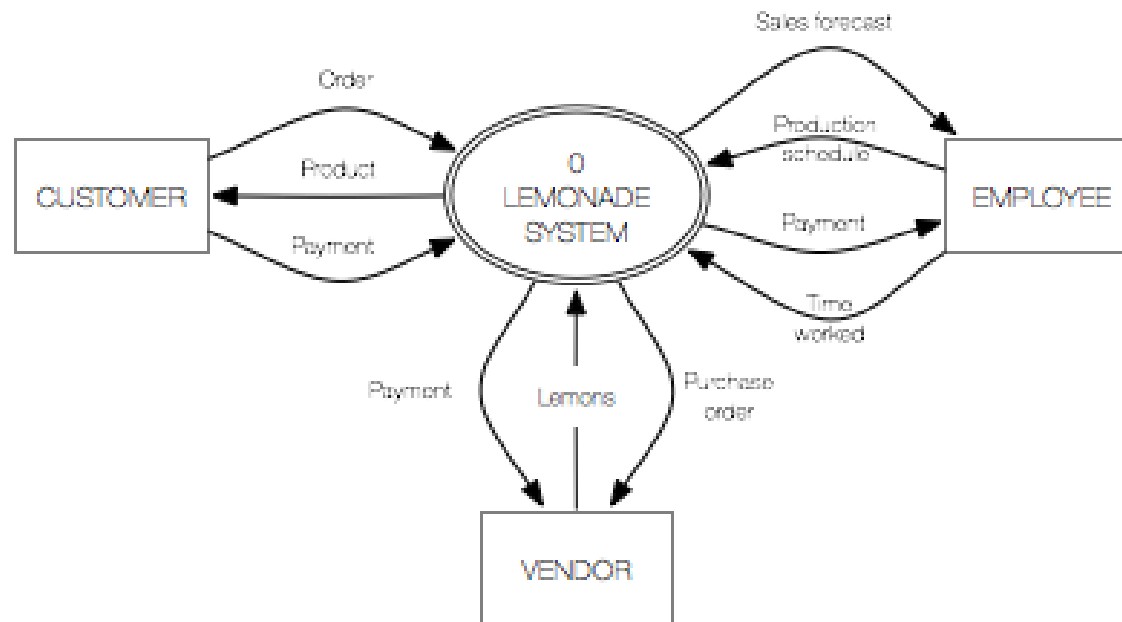 Sales forecast
Order
Production
schedule
0
LEMONADE
SYSTEM
CUSTOMER
Product
EMPLOYEE
Payment
Payment
Time
worked
Payment
Lemons
Purchase
order
VENDOR